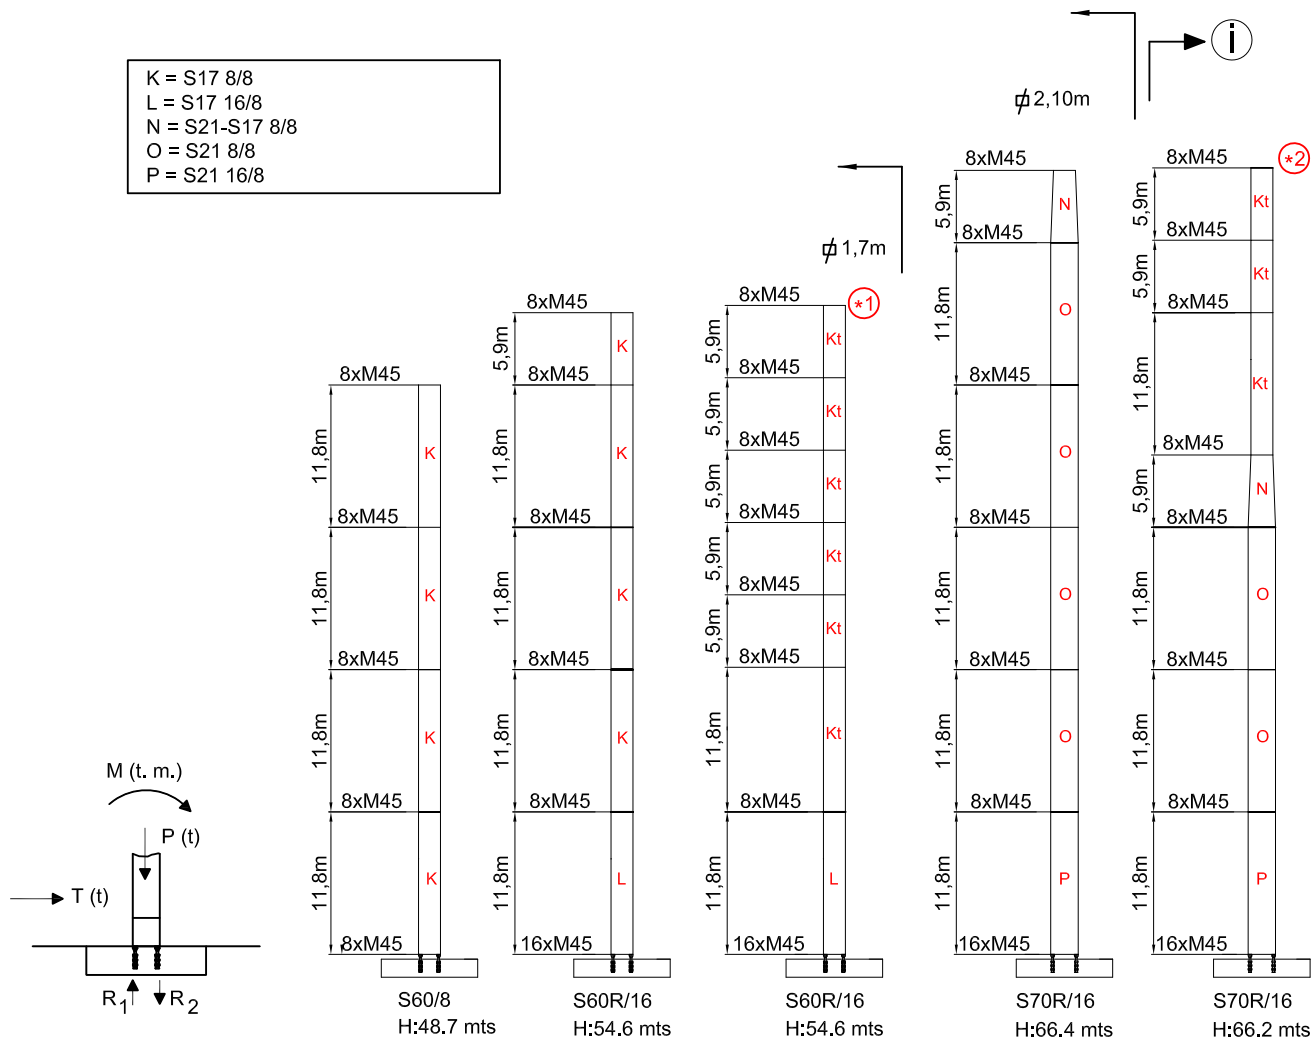 K = S17 8/8
L = S17 16/8
N = S21-S17 8/8
O = S21 8/8
P = S21 16/8
i
2,10m
1,7m
M (t. m.)
P (t)
T (t)
R1
R2
8xM45
11,8m
K
8xM45
11,8m
K
8xM45
11,8m
K
8xM45
11,8m
K
8xM45
S60/8
H:48.7 mts
8xM45
5,9m
K
8xM45
11,8m
K
8xM45
11,8m
K
8xM45
11,8m
K
8xM45
11,8m
L
16xM45
S60R/16
H:54.6 mts
8xM45
*1
5,9m
Kt
8xM45
5,9m
Kt
8xM45
5,9m
Kt
8xM45
5,9m
Kt
8xM45
5,9m
Kt
8xM45
11,8m
Kt
8xM45
11,8m
L
16xM45
S60R/16
H:54.6 mts
8xM45
5,9m
N
8xM45
11,8m
O
8xM45
11,8m
O
8xM45
11,8m
O
8xM45
11,8m
O
8xM45
11,8m
P
16xM45
S70R/16
H:66.4 mts
8xM45
*2
5,9m
Kt
8xM45
5,9m
Kt
8xM45
11,8m
Kt
8xM45
5,9m
N
8xM45
11,8m
O
8xM45
11,8m
O
8xM45
11,8m
P
16xM45
S70R/16
H:66.2 mts